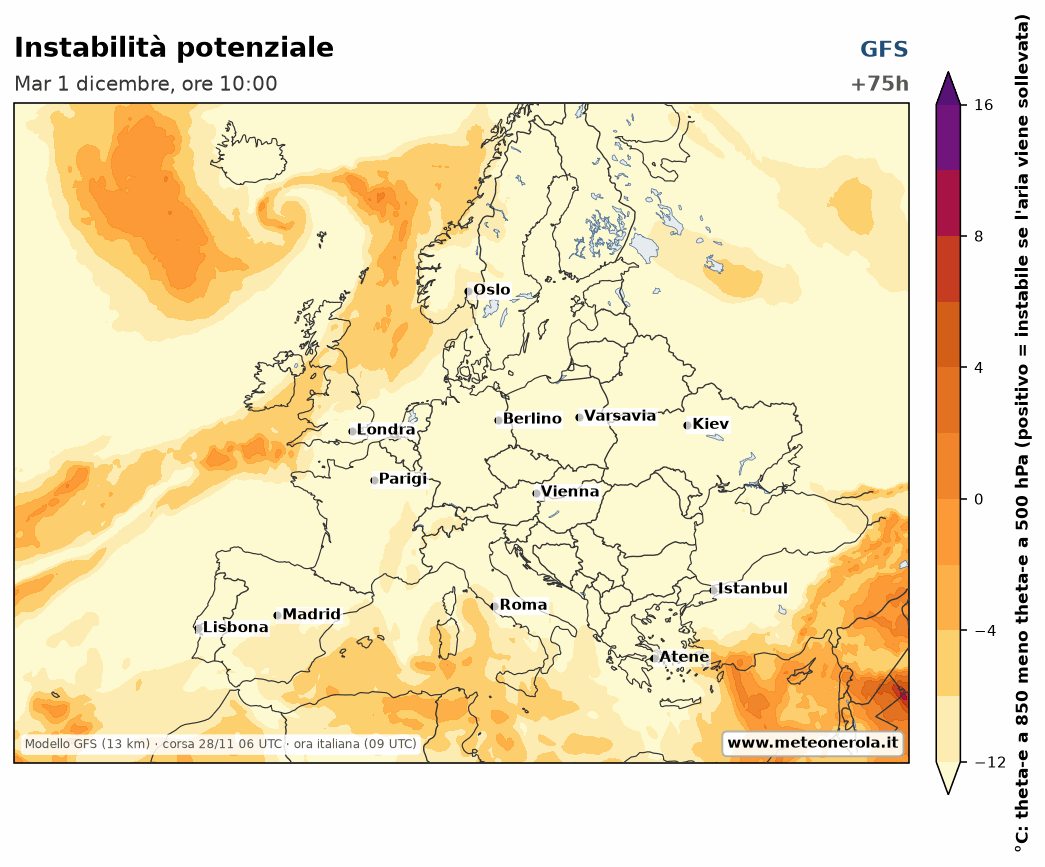 Instabilità potenziale
GFS
Mar 1 dicembre, ore 10:00
+75h
Oslo
Berlino
Varsavia
Kiev
Londra
Parigi
Vienna
Istanbul
Roma
Madrid
Lisbona
Atene
Modello GFS (13 km) · corsa 28/11 06 UTC · ora italiana (09 UTC)
www.meteonerola.it
16
8
4
0
−4
−12
°C: theta-e a 850 meno theta-e a 500 hPa (positivo = instabile se l'aria viene sollevata)